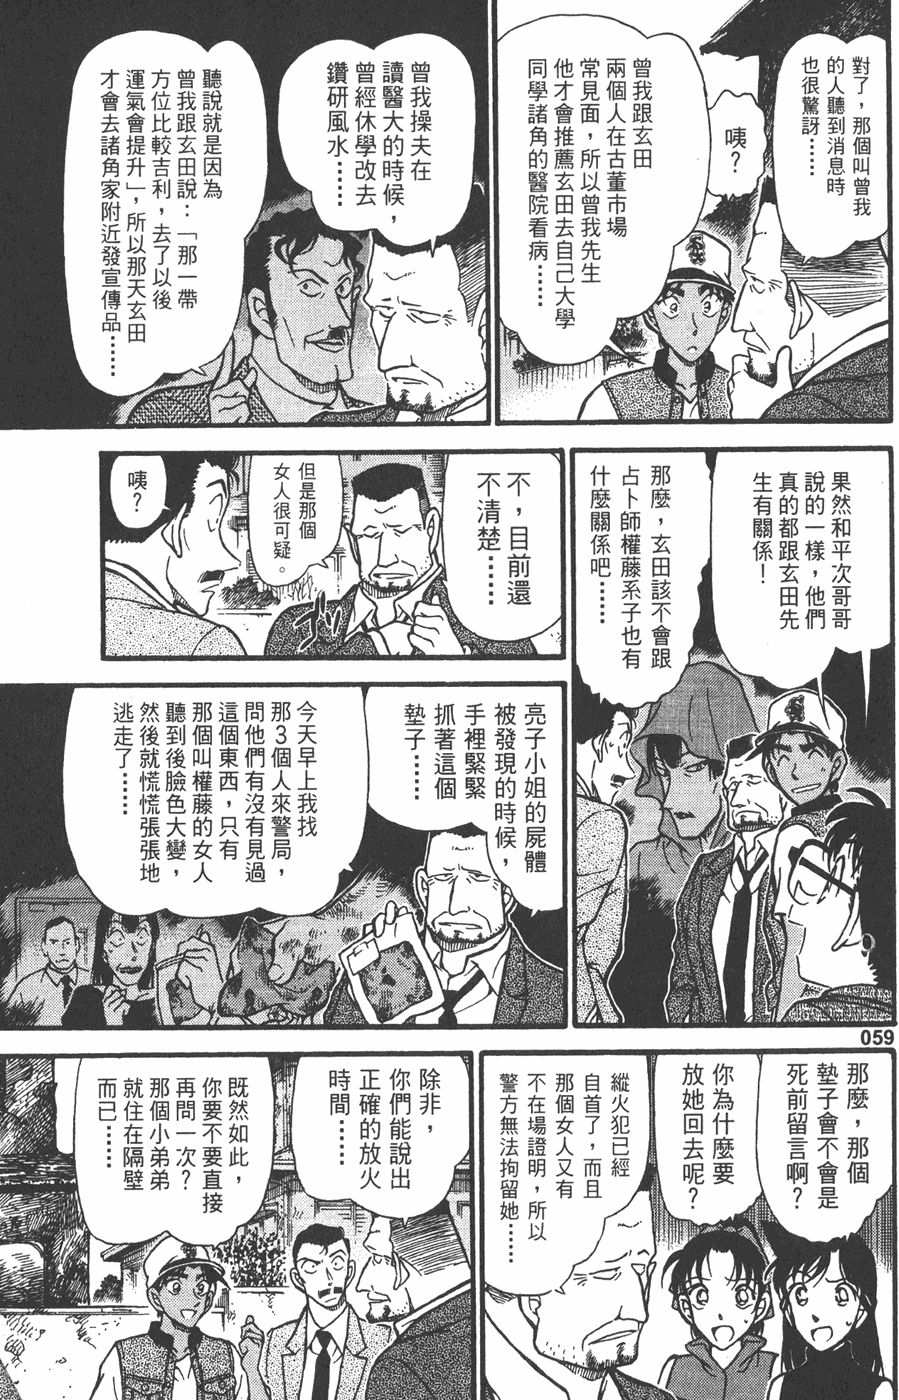 對了，那個叫曾我
的人聽到消息時
也很驚訝……
咦？
曾我跟玄田
兩個人在古董市場
常見面，所以曾我先生
他才會推薦玄田去自己大學
同學諸角的醫院看病……
曾我操夫在
讀醫大的時候，
曾經休學改去
鑽研風水……
聽說就是因為
曾我跟玄田說：「那一帶
方位比較吉利，去了以後
運氣會提升」，所以那天玄田
才會去諸角家附近發宣傳品……
果然和平次哥哥
說的一樣，他們
真的都跟玄田先
生有關係！
那麼，玄田該不會跟
占卜師權藤系子也有
什麼關係吧……
不，目前還
不清楚……
但是那個
女人很可疑。
咦？
亮子小姐的屍體
被發現的時候，
手裡緊緊
抓著這個
墊子……
今天早上我找
那3個人來警局，
問他們有沒有見過
這個東西，只有
那個叫權藤的女人
聽到後臉色大變，
然後就慌慌張張地
逃走了……
059
那麼，那個
墊子會不會是
死前留言啊？
你為什麼要
放她回去呢？
縱火犯已經
自首了，而且
那個女人又有
不在場證明，所以
警方無法拘留她……
除非，
你們能說出
正確的放火
時間……
既然如此，
你要不要直接
再問一次？
那個小弟弟
就住在隔壁
而已……